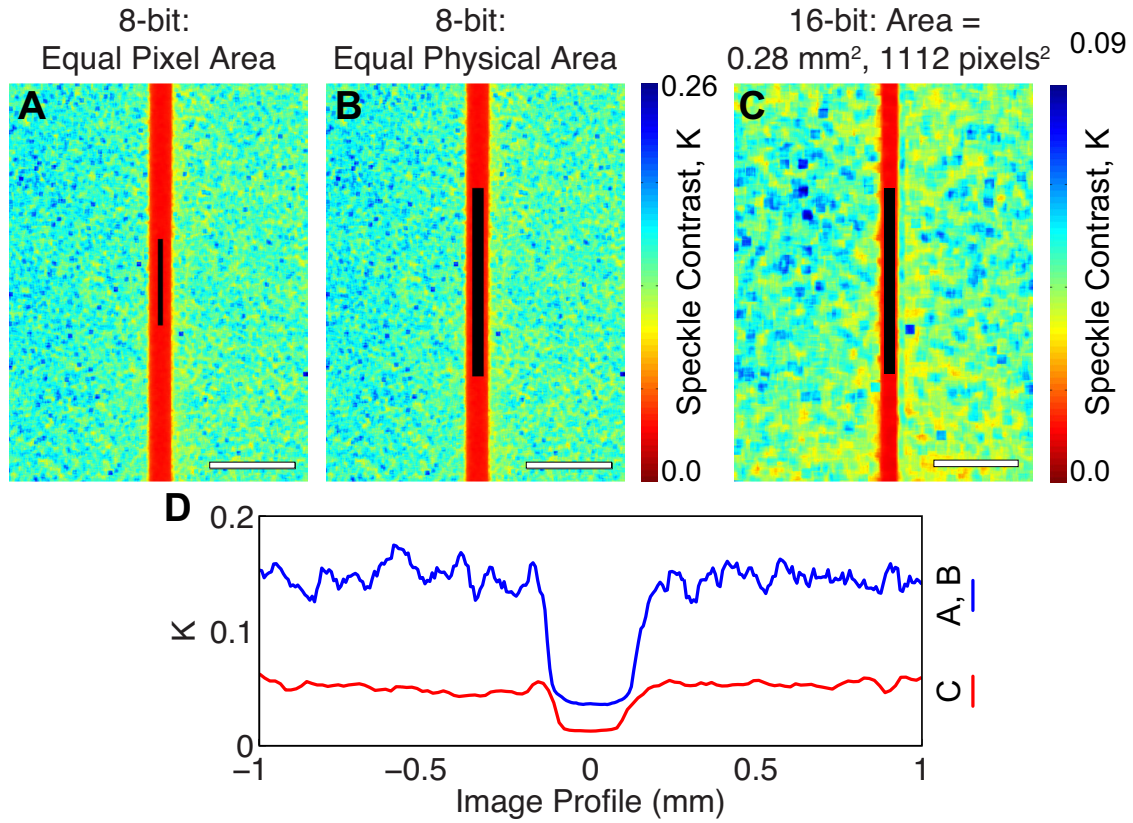 8-bit:
Equal Pixel Area
8-bit:
Equal Physical Area
16-bit: Area =
0.28 mm², 1112 pixels²
A
B
0.26
Speckle Contrast, K
0.0
C
0.09
Speckle Contrast, K
0.0
D
0.2
0.1
0
K
−1
−0.5
0
0.5
1
Image Profile (mm)
A, B
C